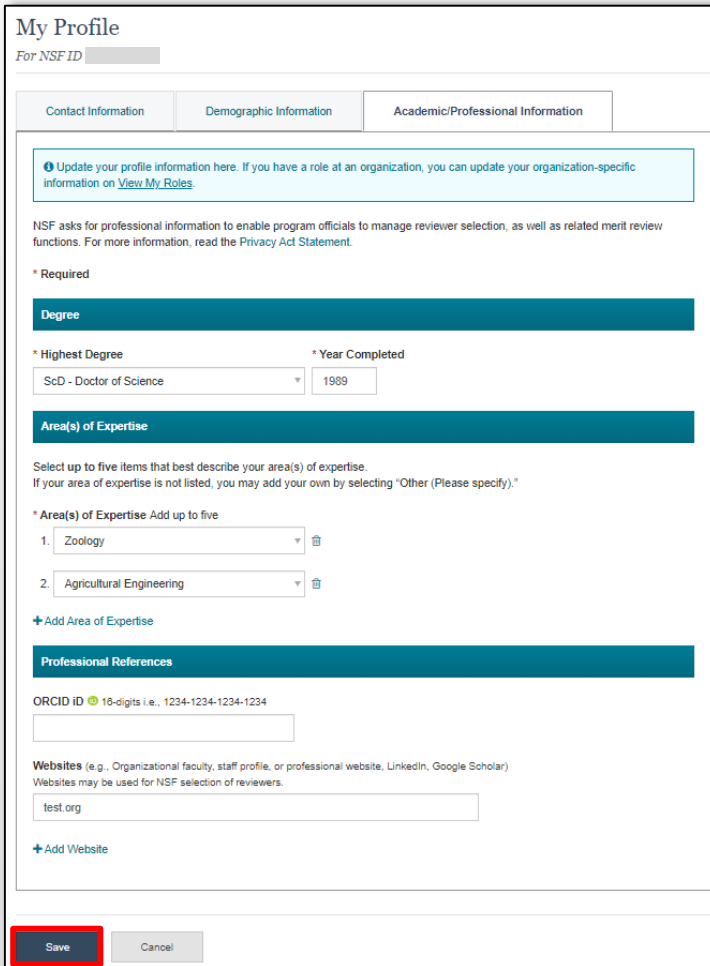 My Profile
For NSF ID
Contact Information
Demographic Information
Academic/Professional Information
Update your profile information here. If you have a role at an organization, you can update your organization-specific
information on View My Roles.
NSF asks for professional information to enable program officials to manage reviewer selection, as well as related merit review
functions. For more information, read the Privacy Act Statement.
* Required
Degree
* Highest Degree
* Year Completed
ScD - Doctor of Science
1989
Area(s) of Expertise
Select up to five items that best describe your area(s) of expertise.
If your area of expertise is not listed, you may add your own by selecting “Other (Please specify).”
* Area(s) of Expertise Add up to five
1. Zoology
2. Agricultural Engineering
+ Add Area of Expertise
Professional References
ORCID iD iD 16-digits i.e., 1234-1234-1234-1234
Websites (e.g., Organizational faculty, staff profile, or professional website, LinkedIn, Google Scholar)
Websites may be used for NSF selection of reviewers.
test.org
+ Add Website
Save
Cancel